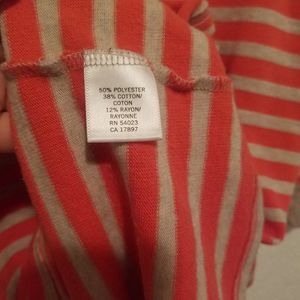 50% POLYESTER
38% COTTON/
COTON
12% RAYON/
RAYONNE
RN 54023
CA 17897